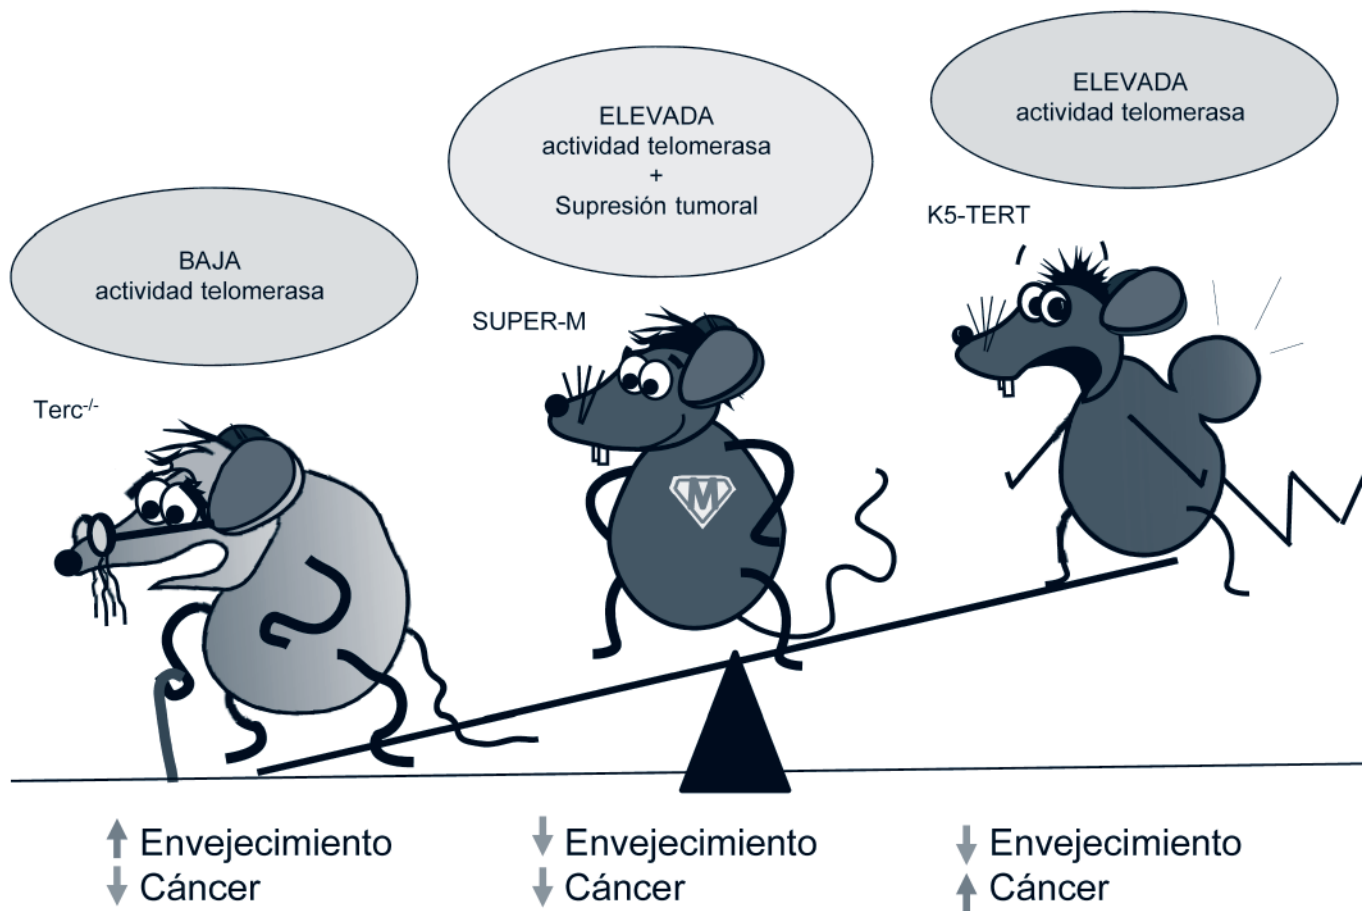 BAJA
actividad telomerasa
Terc-/-
ELEVADA
actividad telomerasa
+
Supresión tumoral
SUPER-M
M
ELEVADA
actividad telomerasa
K5-TERT
↑ Envejecimiento
↓ Cáncer
↓ Envejecimiento
↓ Cáncer
↓ Envejecimiento
↑ Cáncer